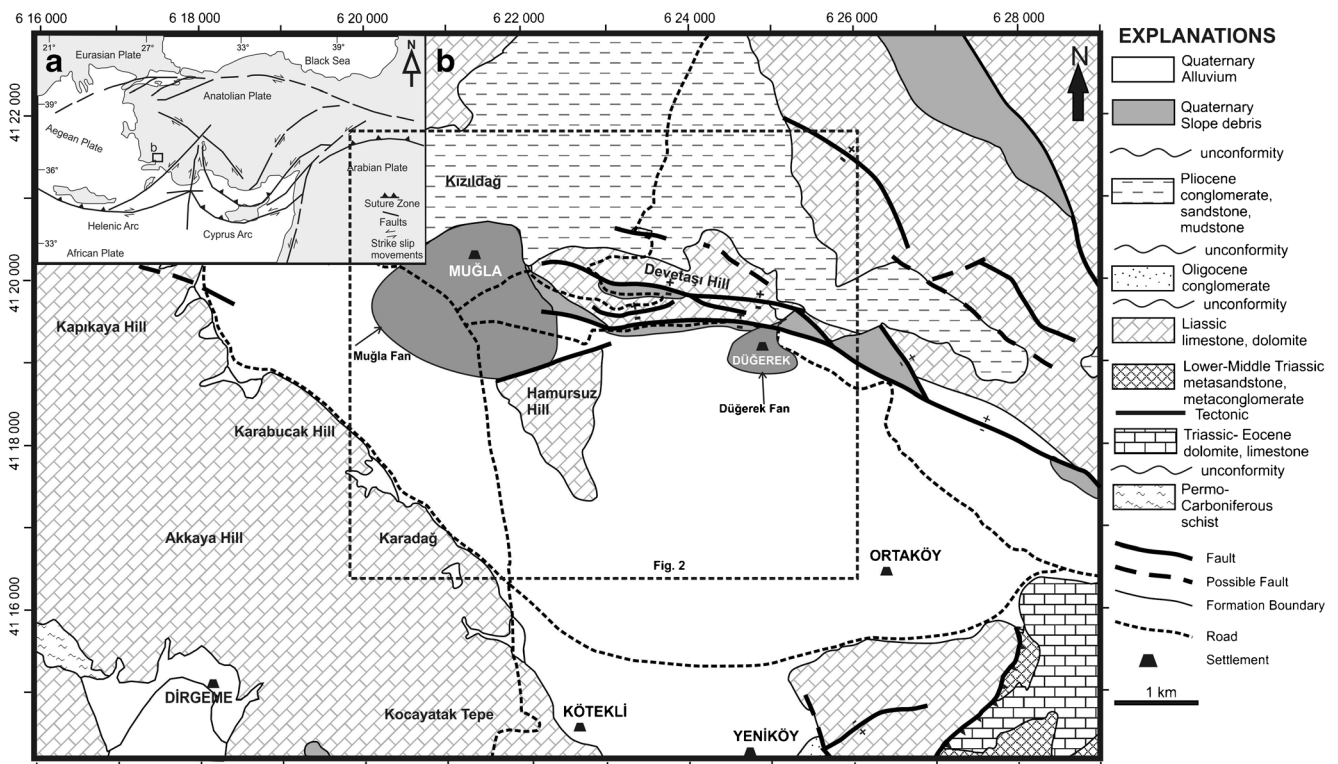 6 16 000
6 18 000
6 20 000
6 22 000
6 24 000
6 26 000
6 28 000
41 22 000
41 20 000
41 18 000
41 16 000
a
21°
27°
33°
39°
N
Eurasian Plate
Black Sea
Anatolian Plate
39°
Aegean Plate
b
36°
Arabian Plate
Suture Zone
Faults
Strike slip
movements
Helenic Arc
Cyprus Arc
33°
African Plate
b
N
Kızıldağ
MUĞLA
Devetaşı Hill
Kapıkaya Hill
Muğla Fan
DÜĞEREK
Hamursuz
Hill
Düğerek Fan
Karabucak Hill
Akkaya Hill
Karadağ
Fig. 2
ORTAKÖY
DİRGEME
Kocayatak Tepe
KÖTEKLİ
YENİKÖY
EXPLANATIONS
Quaternary
Alluvium
Quaternary
Slope debris
unconformity
Pliocene
conglomerate,
sandstone,
mudstone
unconformity
Oligocene
conglomerate
unconformity
Liassic
limestone, dolomite
Lower-Middle Triassic
metasandstone,
metaconglomerate
Tectonic
Triassic- Eocene
dolomite, limestone
unconformity
Permo-
Carboniferous
schist
Fault
Possible Fault
Formation Boundary
Road
Settlement
1 km